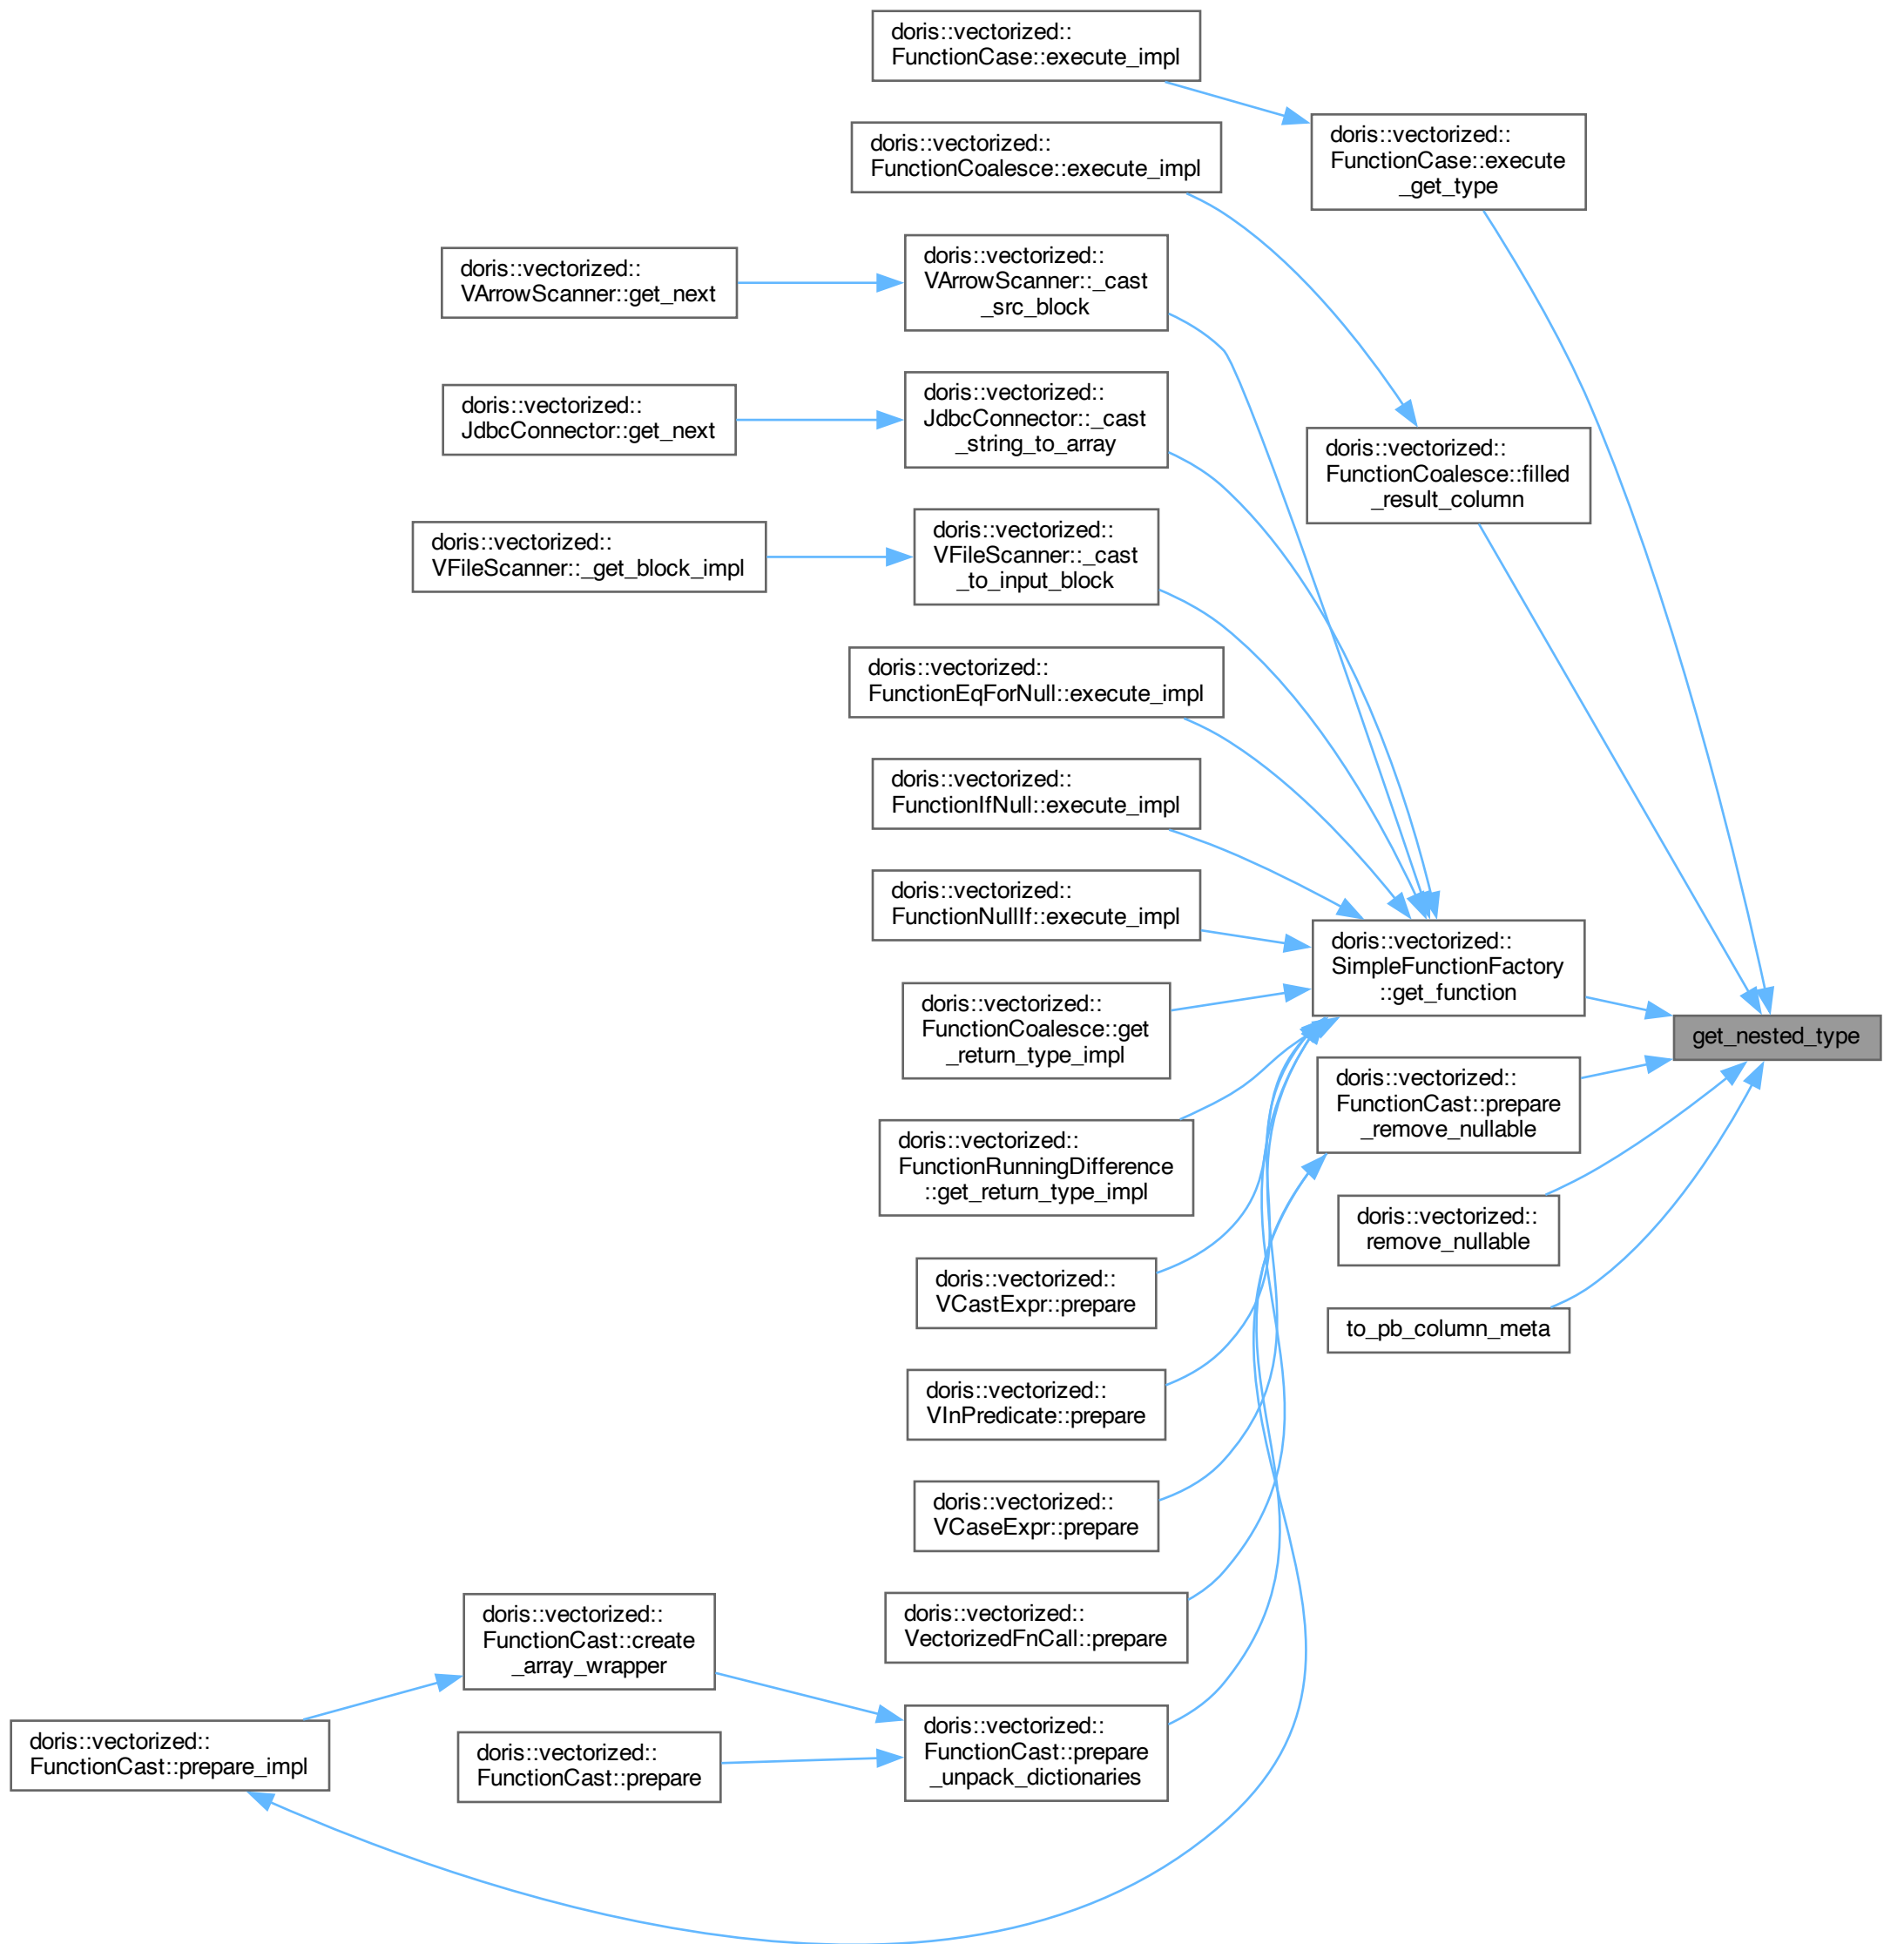 doris::vectorized::
FunctionCase::execute_impl
doris::vectorized::
FunctionCase::execute
_get_type
doris::vectorized::
FunctionCoalesce::execute_impl
doris::vectorized::
VArrowScanner::get_next
doris::vectorized::
VArrowScanner::_cast
_src_block
doris::vectorized::
JdbcConnector::get_next
doris::vectorized::
JdbcConnector::_cast
_string_to_array
doris::vectorized::
FunctionCoalesce::filled
_result_column
doris::vectorized::
VFileScanner::_get_block_impl
doris::vectorized::
VFileScanner::_cast
_to_input_block
doris::vectorized::
FunctionEqForNull::execute_impl
doris::vectorized::
FunctionIfNull::execute_impl
doris::vectorized::
FunctionNullIf::execute_impl
doris::vectorized::
SimpleFunctionFactory
::get_function
doris::vectorized::
FunctionCoalesce::get
_return_type_impl
get_nested_type
doris::vectorized::
FunctionCast::prepare
_remove_nullable
doris::vectorized::
FunctionRunningDifference
::get_return_type_impl
doris::vectorized::
remove_nullable
doris::vectorized::
VCastExpr::prepare
to_pb_column_meta
doris::vectorized::
VInPredicate::prepare
doris::vectorized::
VCaseExpr::prepare
doris::vectorized::
VectorizedFnCall::prepare
doris::vectorized::
FunctionCast::create
_array_wrapper
doris::vectorized::
FunctionCast::prepare_impl
doris::vectorized::
FunctionCast::prepare
doris::vectorized::
FunctionCast::prepare
_unpack_dictionaries